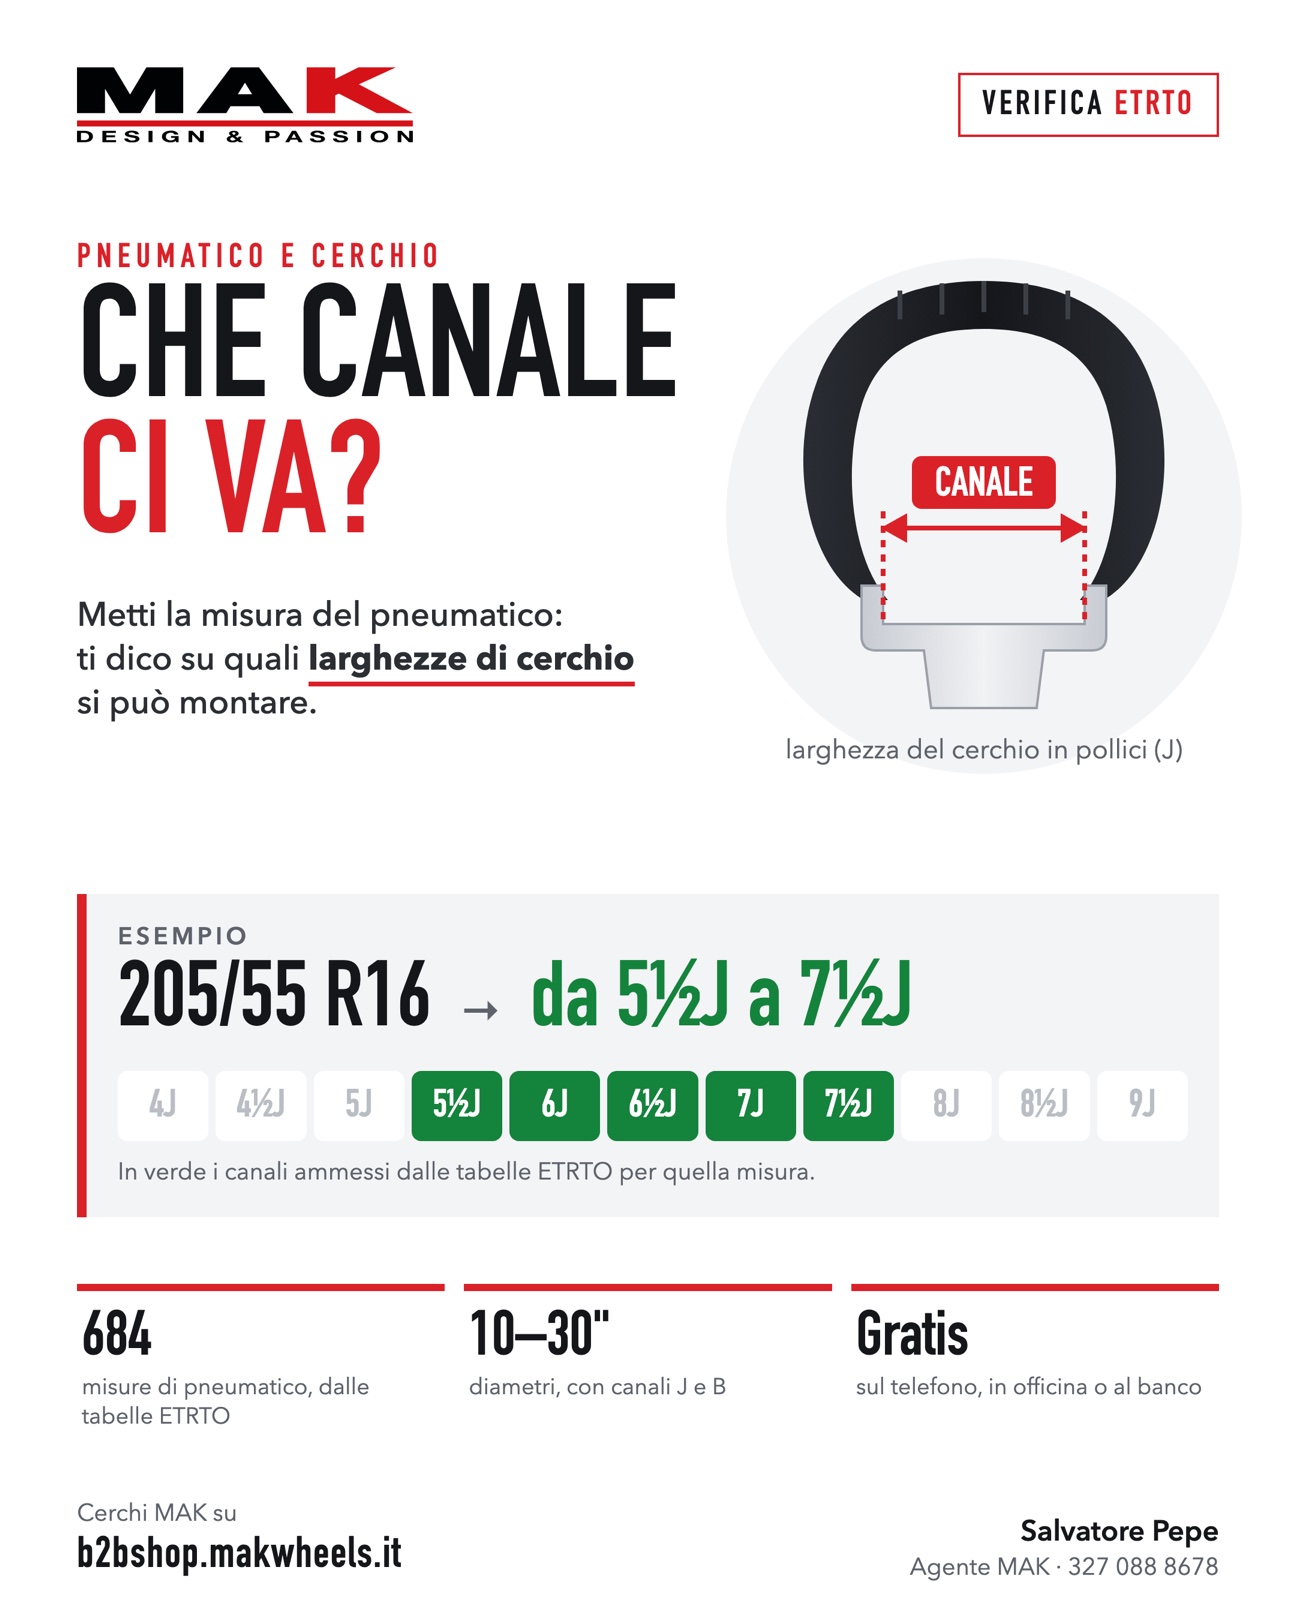 MAK
DESIGN & PASSION
VERIFICA ETRTO
PNEUMATICO E CERCHIO
CHE CANALE
CI VA?
Metti la misura del pneumatico:
ti dico su quali larghezze di cerchio
si può montare.
CANALE
larghezza del cerchio in pollici (J)
ESEMPIO
205/55 R16 → da 5½J a 7½J
4J 4½J 5J 5½J 6J 6½J 7J 7½J 8J 8½J 9J
In verde i canali ammessi dalle tabelle ETRTO per quella misura.
684
misure di pneumatico, dalle
tabelle ETRTO
10–30"
diametri, con canali J e B
Gratis
sul telefono, in officina o al banco
Cerchi MAK su
b2bshop.makwheels.it
Salvatore Pepe
Agente MAK · 327 088 8678